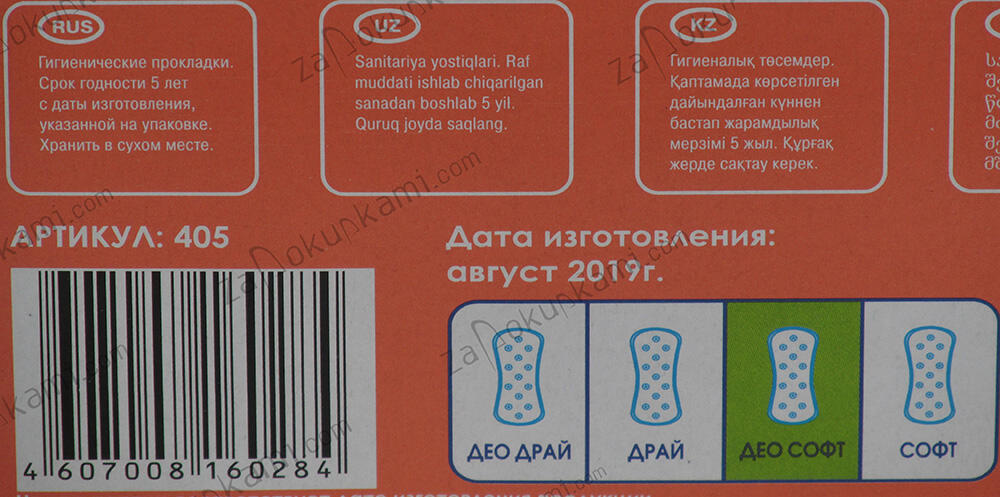 RUS
Гигиенические прокладки.
Срок годности 5 лет
с даты изготовления,
указанной на упаковке.
Хранить в сухом месте.
UZ
Sanitariya yostiqlari. Raf
muddati ishlab chiqarilgan
sanadan boshlab 5 yil.
Quruq joyda saqlang.
KZ
Гигиеналық төсемдер.
Қаптамада көрсетілген
дайындалған күннен
бастап жарамдылық
мерзімі 5 жыл. Құрғақ
жерде сақтау керек.
АРТИКУЛ: 405
4 607008 160284
Дата изготовления:
август 2019г.
ДЕО ДРАЙ
ДРАЙ
ДЕО СОФТ
СОФТ
zaDokupkami.com